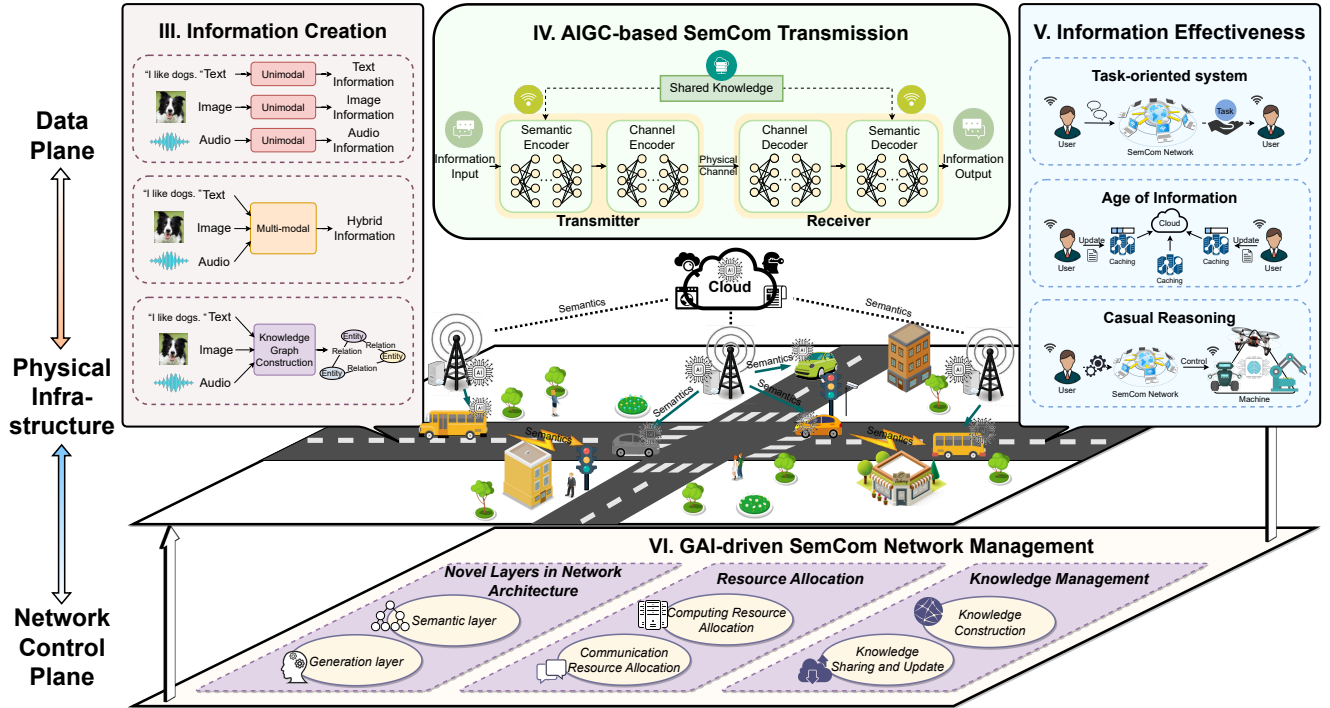 Data
Plane
Physical
Infra-
structure
Network
Control
Plane
III. Information Creation
“I like dogs. “
Text
Unimodal
Text
Information
Image
Unimodal
Image
Information
Audio
Unimodal
Audio
Information
“I like dogs. “
Text
Image
Audio
Multi-modal
Hybrid
Information
“I like dogs. “
Text
Image
Audio
Knowledge
Graph
Construction
Entity
Relation
Relation
Entity
Entity
Relation
IV. AIGC-based SemCom Transmission
Shared Knowledge
Information
Input
Semantic
Encoder
Channel
Encoder
Physical
Channel
Channel
Decoder
Semantic
Decoder
Information
Output
Transmitter
Receiver
V. Information Effectiveness
Task-oriented system
User
SemCom Network
Task
User
Age of Information
User
Update
Caching
Cloud
Caching
Caching
Update
User
Casual Reasoning
User
SemCom Network
Control
Machine
AI
Cloud
Semantics
Semantics
AI
AI
AI
Semantics
Semantics
Semantics
Semantics
Semantics
VI. GAI-driven SemCom Network Management
Novel Layers in Network
Architecture
Semantic layer
Generation layer
Resource Allocation
Computing Resource
Allocation
Communication
Resource Allocation
Knowledge Management
Knowledge
Construction
Knowledge
Sharing and Update